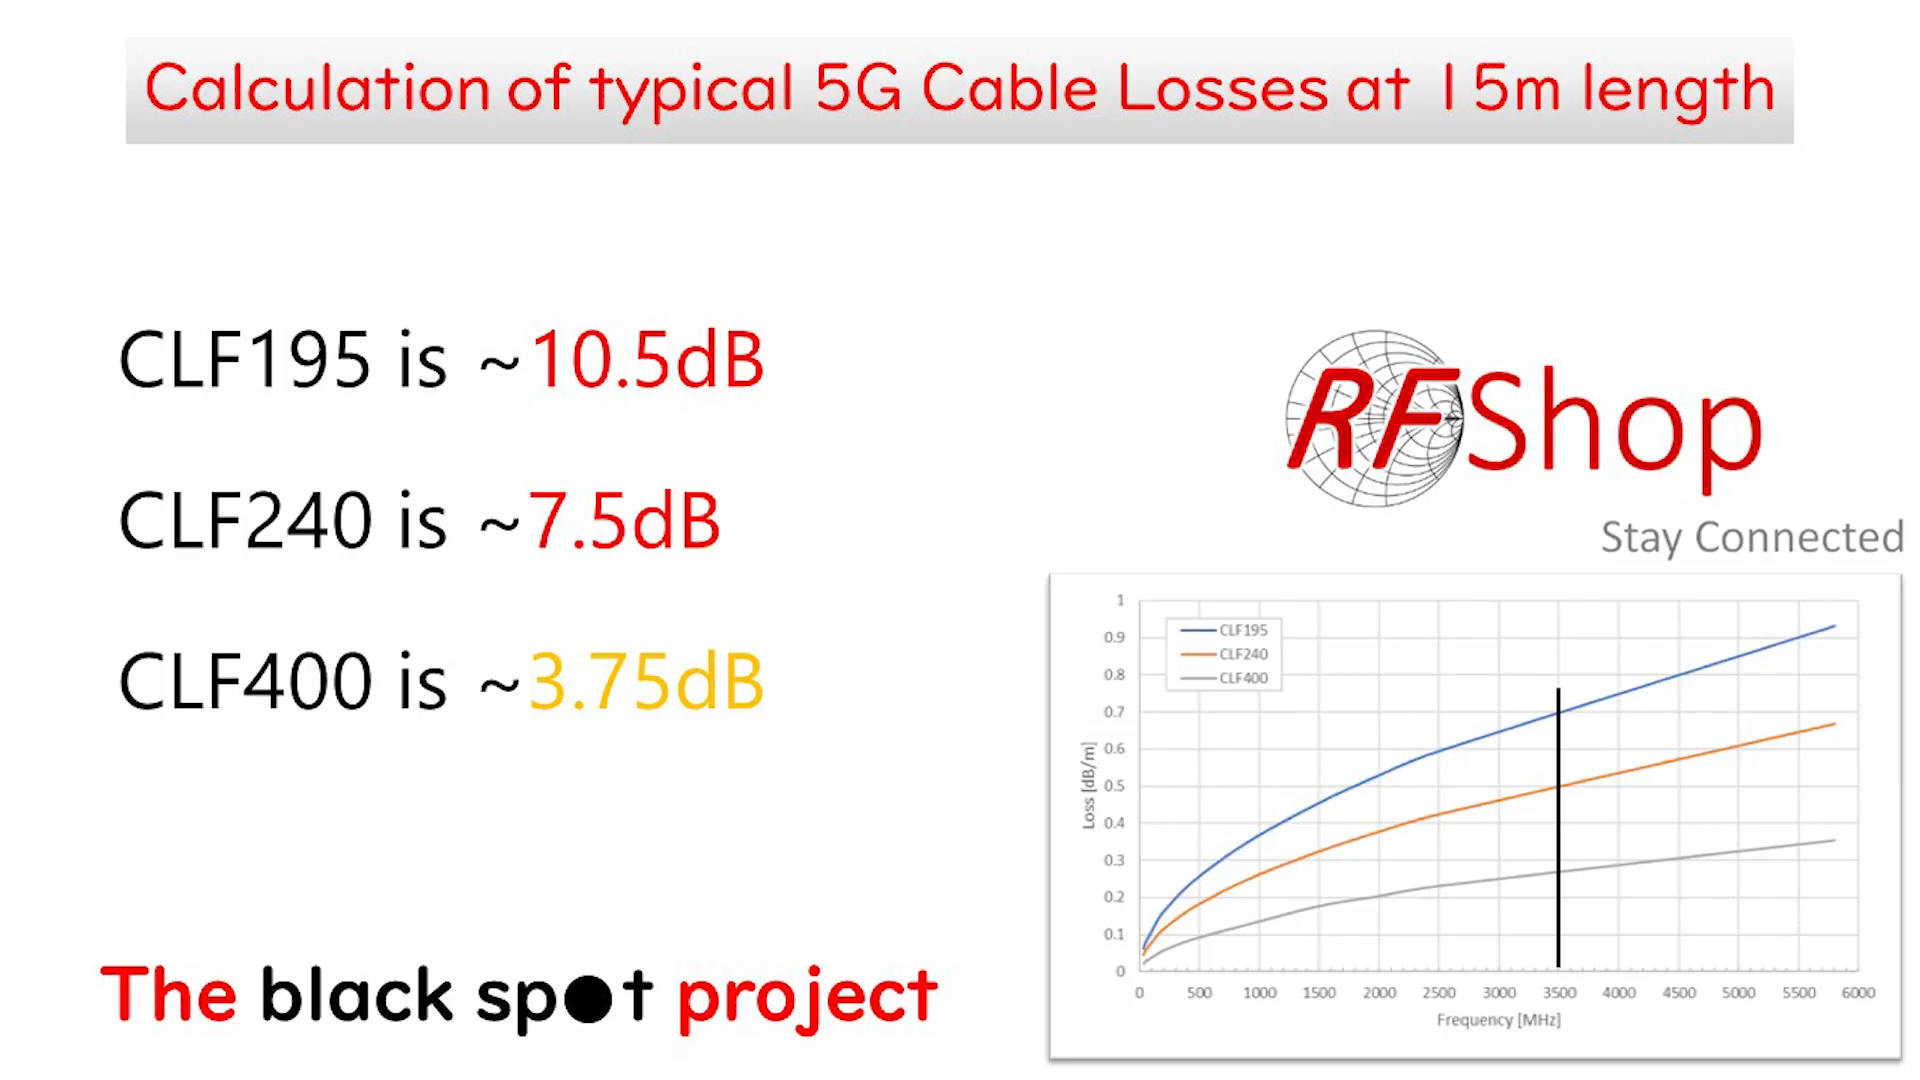 Calculation of typical 5G Cable Losses at 15m length
CLF195 is ~10.5dB
CLF240 is ~7.5dB
CLF400 is ~3.75dB
RFShop
Stay Connected
1
0.9
0.8
0.7
0.6
0.5
0.4
0.3
0.2
0.1
0
Loss [dB/m]
CLF195
CLF240
CLF400
0 500 1000 1500 2000 2500 3000 3500 4000 4500 5000 5500 6000
Frequency [MHz]
The black spot project